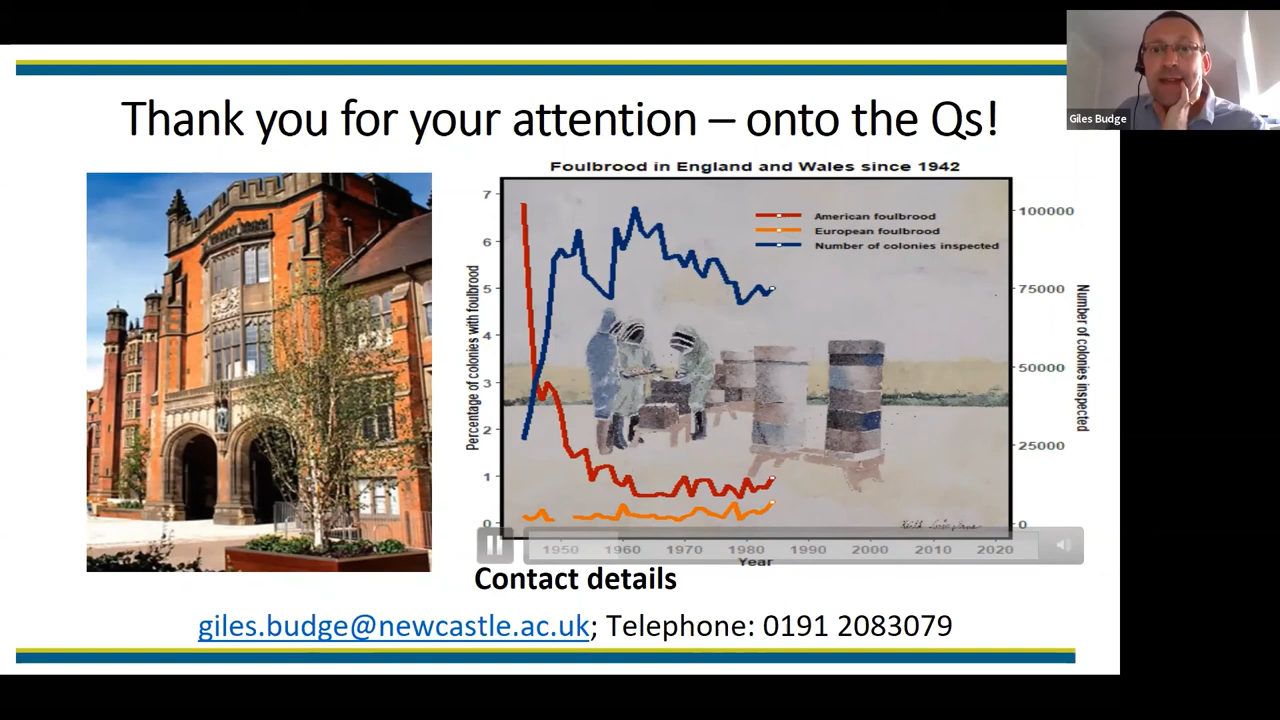 Thank you for your attention – onto the Qs!
Giles Budge
Foulbrood in England and Wales since 1942
American foulbrood
European foulbrood
Number of colonies inspected
Percentage of colonies with foulbrood
7
6
5
4
3
2
1
0
100000
75000
50000
25000
0
Number of colonies inspected
1950 1960 1970 1980 1990 2000 2010 2020
Year
Contact details
giles.budge@newcastle.ac.uk; Telephone: 0191 2083079